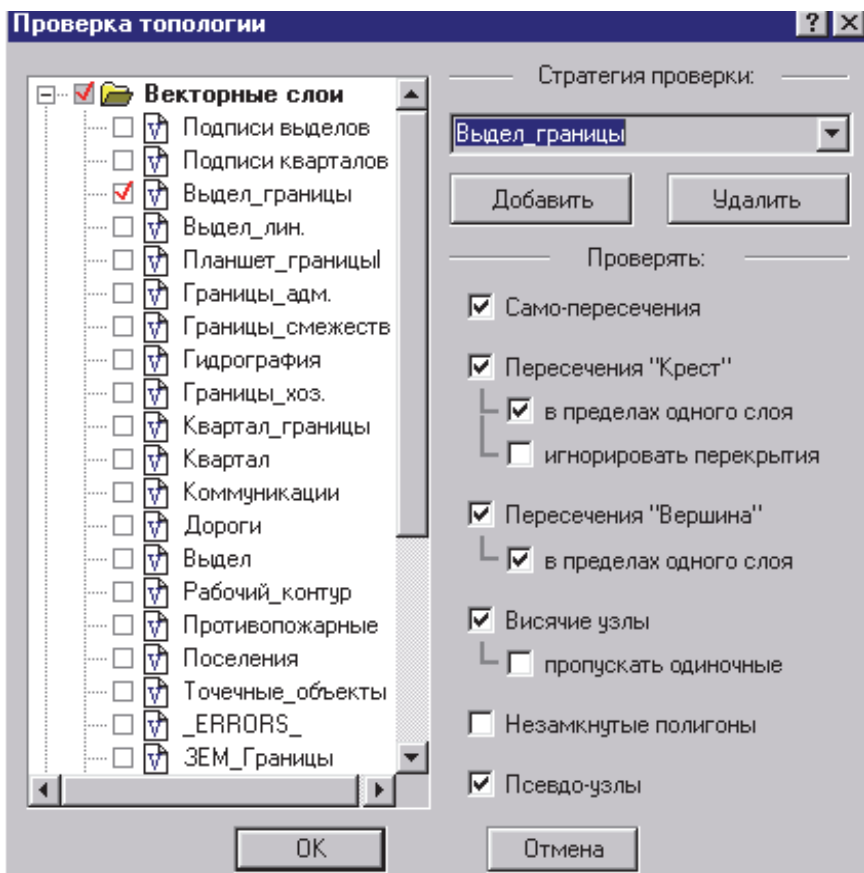 Проверка топологии
Векторные слои
Подписи выделов
Подписи кварталов
Выдел_границы
Выдел_лин.
Планшет_границыl
Границы_адм.
Границы_смежеств
Гидрография
Границы_хоз.
Квартал_границы
Квартал
Коммуникации
Дороги
Выдел
Рабочий_контур
Противопожарные
Поселения
Точечные_объекты
_ERRORS_
ЗЕМ_Границы
Стратегия проверки:
Выдел_границы
Добавить Удалить
Проверять:
Само-пересечения
Пересечения "Крест"
в пределах одного слоя
игнорировать перекрытия
Пересечения "Вершина"
в пределах одного слоя
Висячие узлы
пропускать одиночные
Незамкнутые полигоны
Псевдо-узлы
OK Отмена